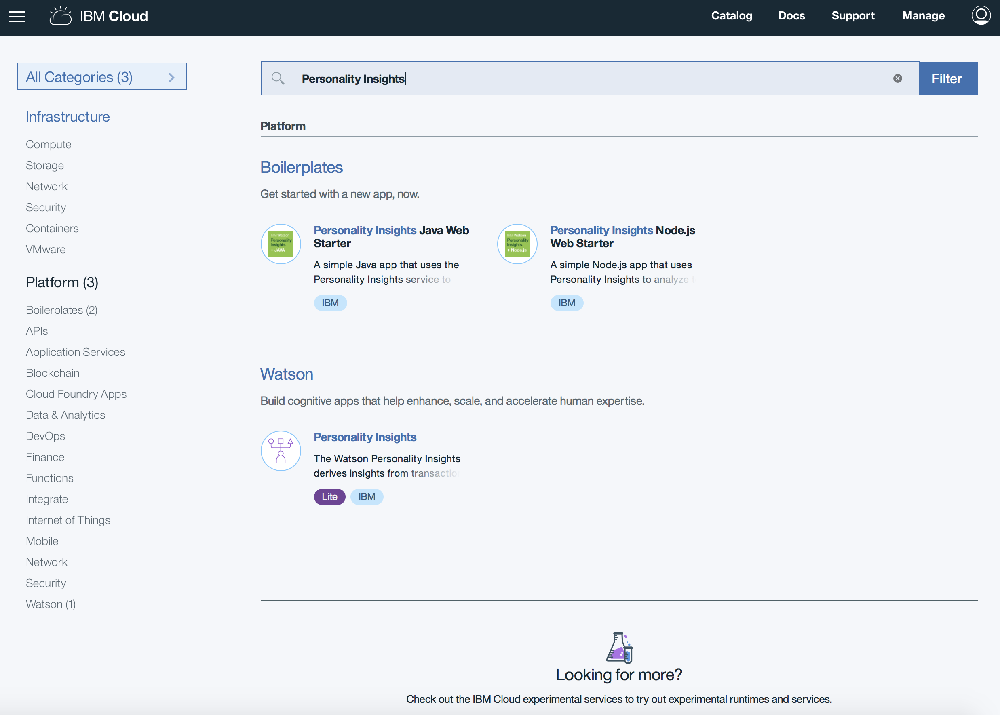 IBM Cloud
Catalog
Docs
Support
Manage
All Categories (3)
Infrastructure
Compute
Storage
Network
Security
Containers
VMware
Platform (3)
Boilerplates (2)
APIs
Application Services
Blockchain
Cloud Foundry Apps
Data & Analytics
DevOps
Finance
Functions
Integrate
Internet of Things
Mobile
Network
Security
Watson (1)
Personality Insights
Filter
Platform
Boilerplates
Get started with a new app, now.
IBM Watson
Personality
Insights
+ JAVA
Personality Insights Java Web
Starter
A simple Java app that uses the
Personality Insights service to
IBM
IBM Watson
Personality
Insights
+ Node.js
Personality Insights Node.js
Web Starter
A simple Node.js app that uses
Personality Insights to analyze t
IBM
Watson
Build cognitive apps that help enhance, scale, and accelerate human expertise.
Personality Insights
The Watson Personality Insights
derives insights from transactio
Lite
IBM
Looking for more?
Check out the IBM Cloud experimental services to try out experimental runtimes and services.